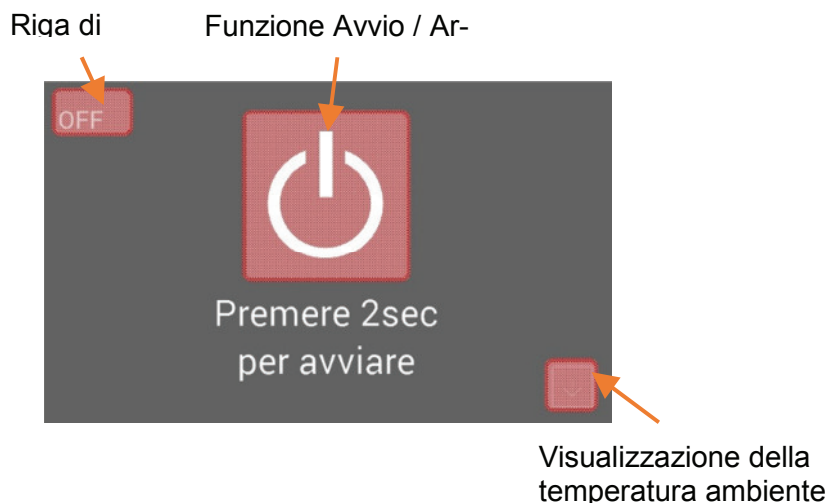 Riga di
Funzione Avvio / Ar-
OFF
Premere 2sec
per avviare
Visualizzazione della
temperatura ambiente